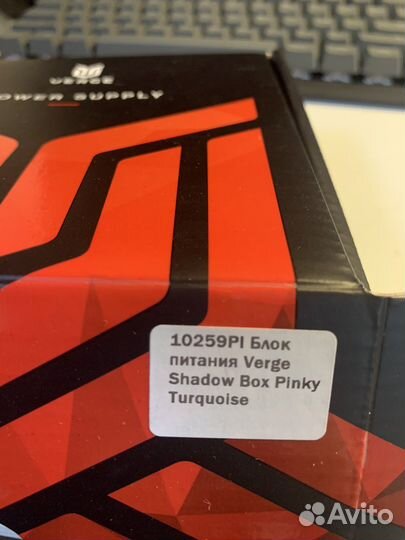 VERGE
POWER SUPPLY
10259PI Блок
питания Verge
Shadow Box Pinky
Turquoise
Avito